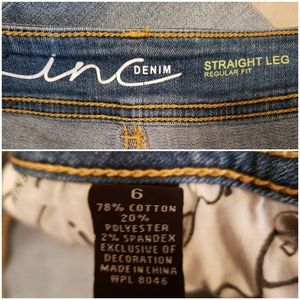 inc DENIM
STRAIGHT LEG
REGULAR FIT
6
78% COTTON
20%
POLYESTER
2% SPANDEX
EXCLUSIVE OF
DECORATION
MADE IN CHINA
WPL 8046